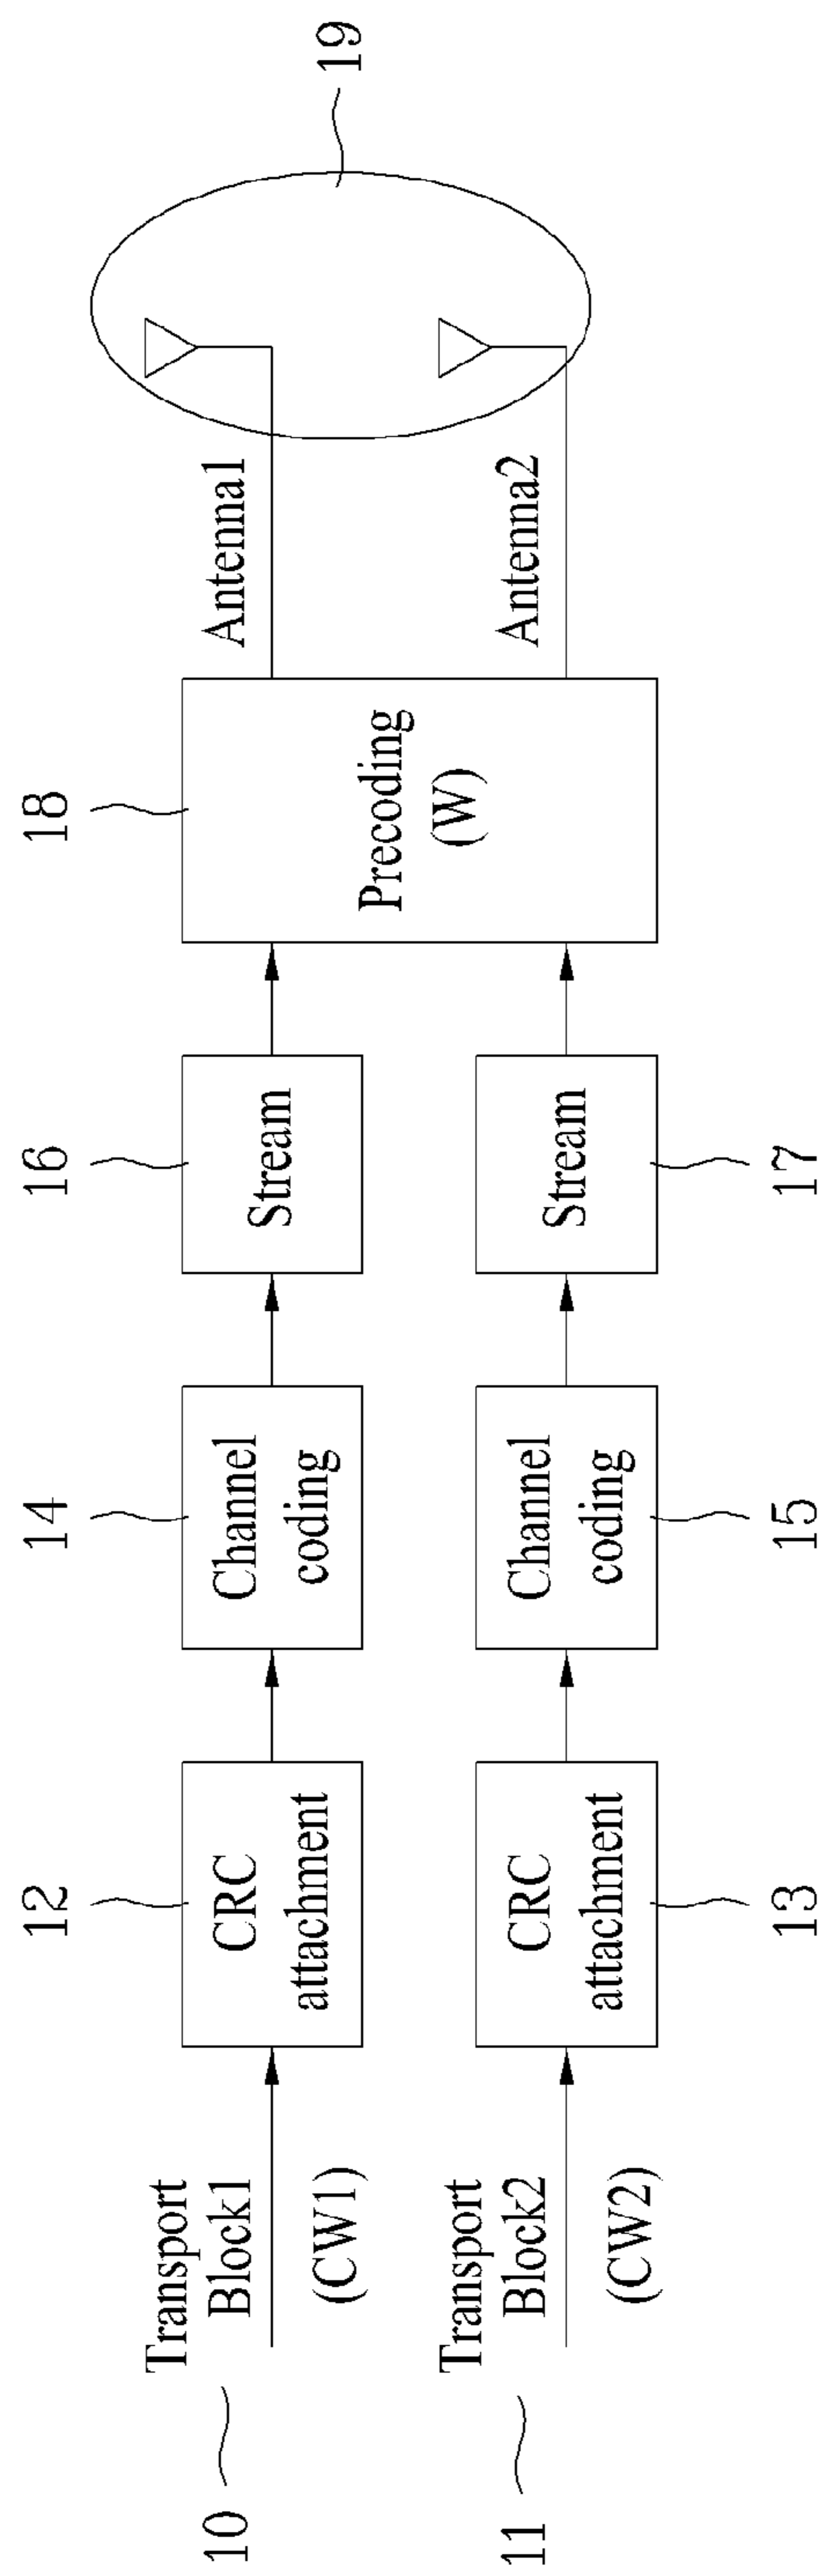 10
Transport
Block1
(CW1)
12
CRC
attachment
14
Channel
coding
16
Stream
18
Precoding
(W)
Antenna1
19
11
Transport
Block2
(CW2)
CRC
attachment
13
Channel
coding
15
Stream
17
Antenna2